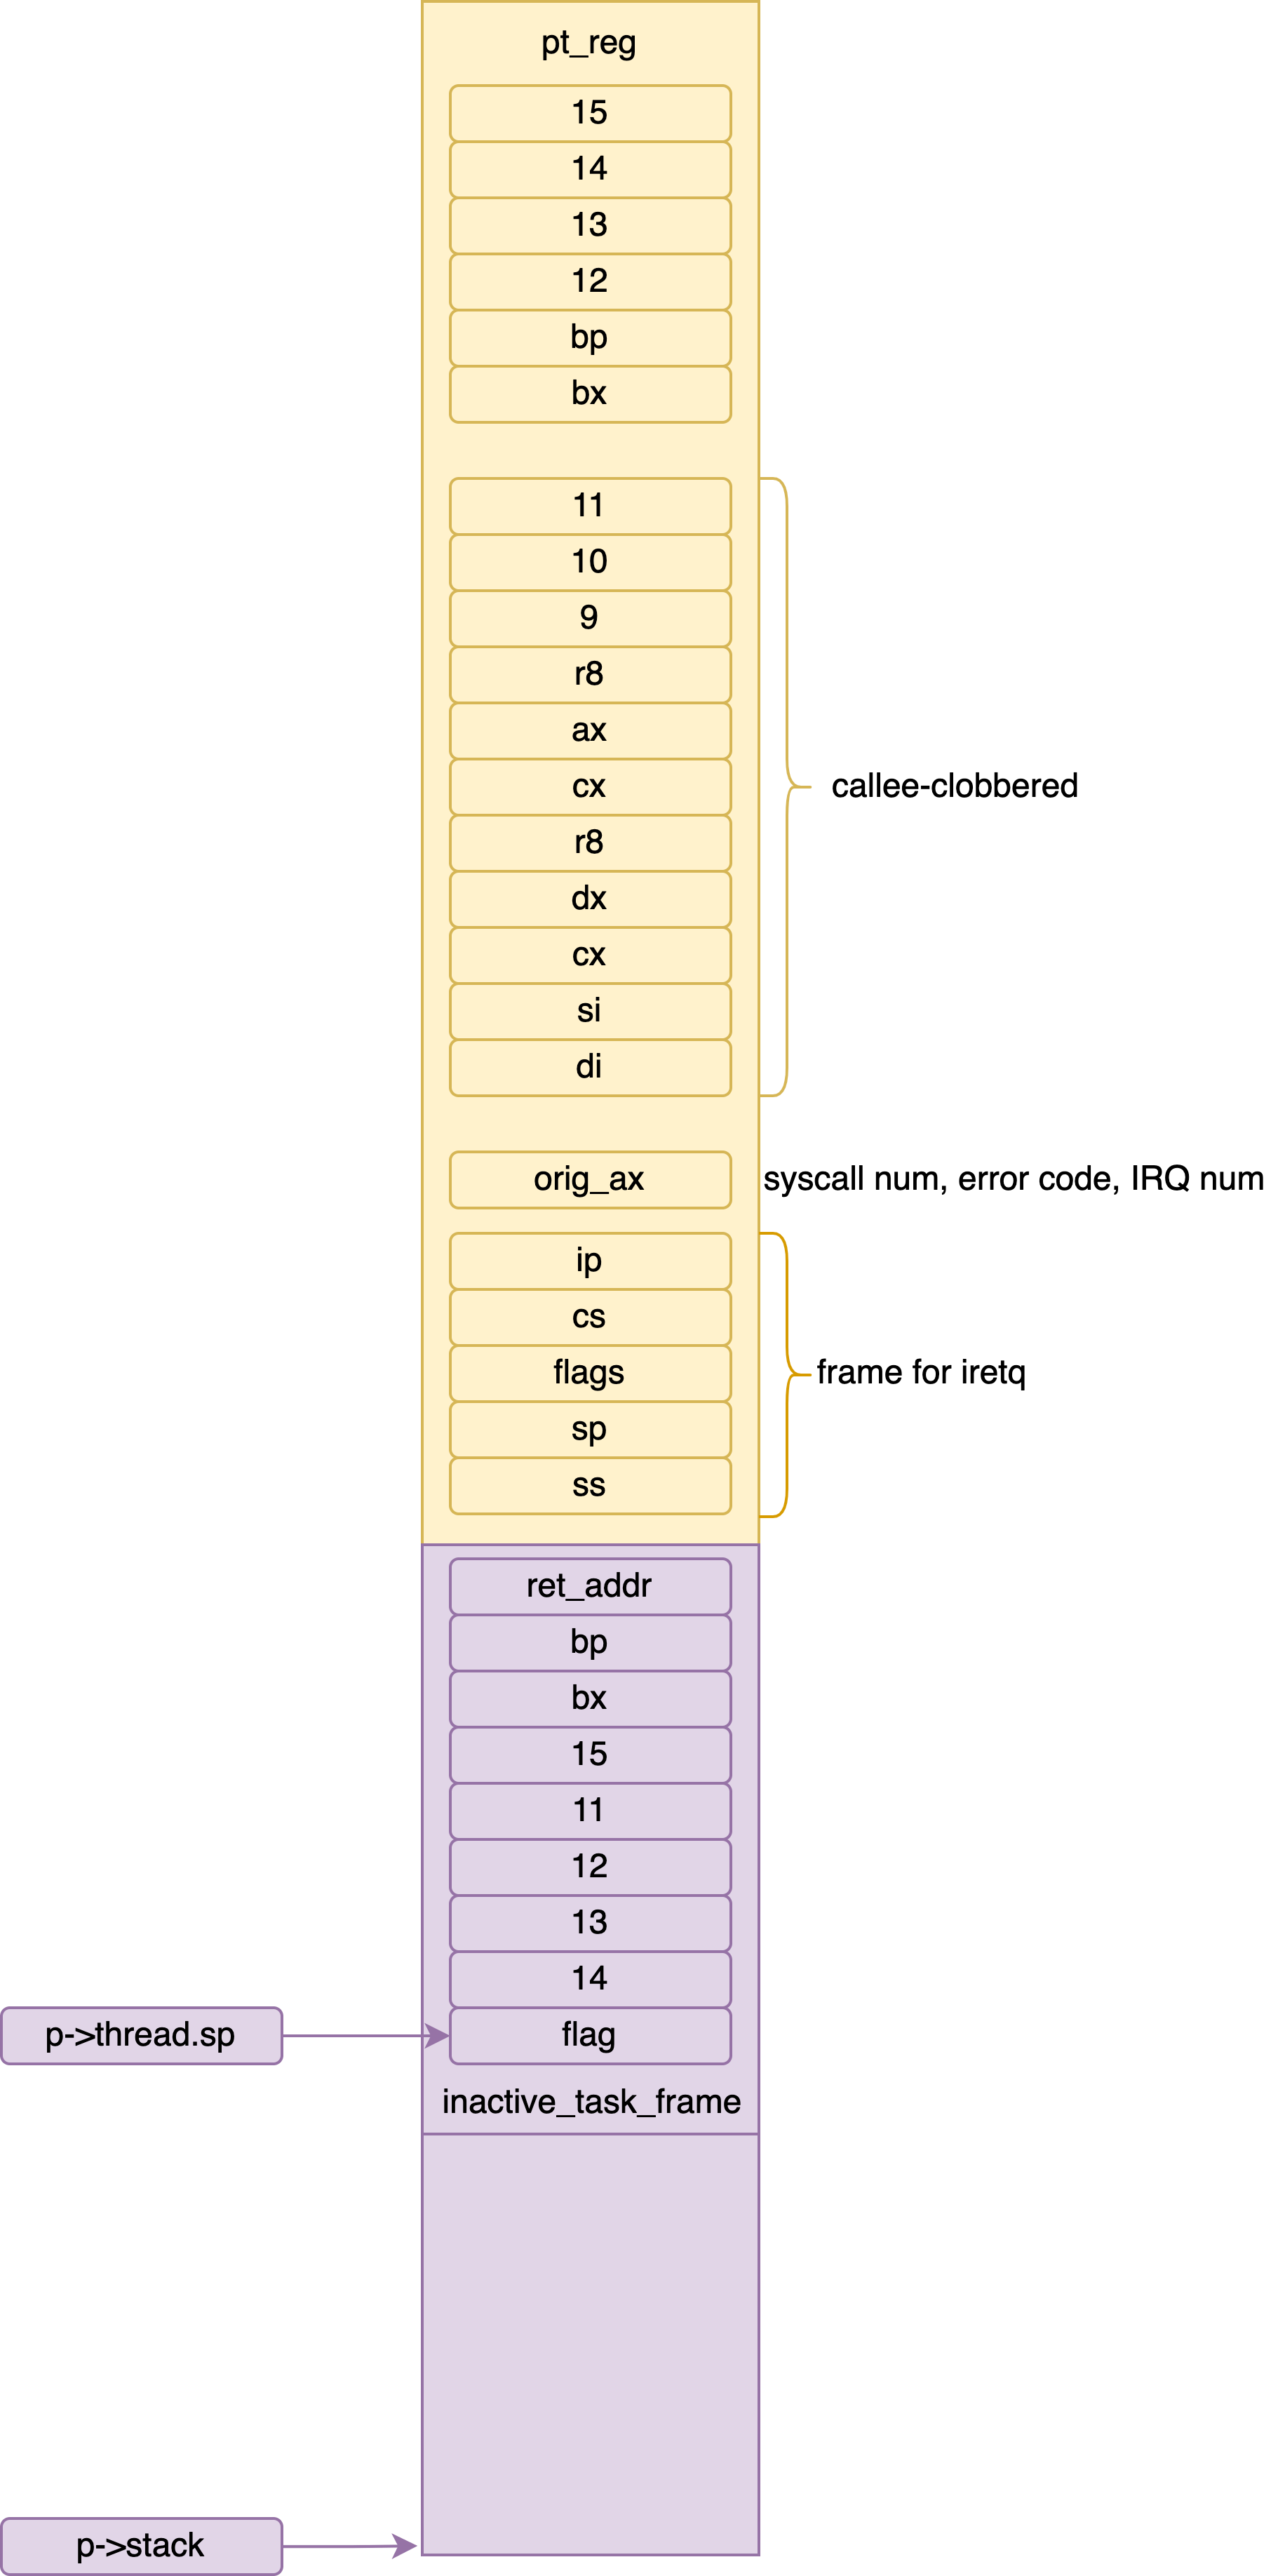 pt_reg
15
14
13
12
bp
bx
11
10
9
r8
ax
cx
r8
dx
cx
si
di
callee-clobbered
orig_ax
syscall num, error code, IRQ num
ip
cs
flags
sp
ss
frame for iretq
ret_addr
bp
bx
15
11
12
13
14
p->thread.sp
flag
inactive_task_frame
p->stack